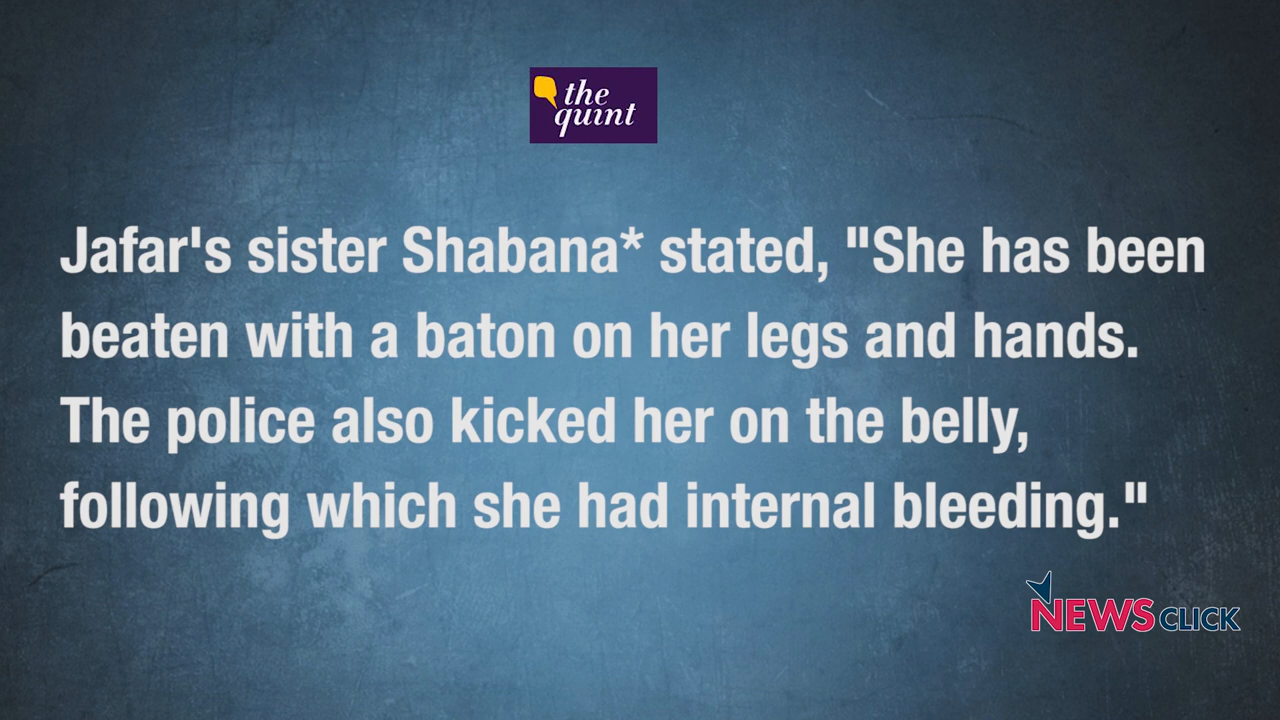 the
quint
Jafar's sister Shabana* stated, "She has been
beaten with a baton on her legs and hands.
The police also kicked her on the belly,
following which she had internal bleeding."
NEWSCLICK